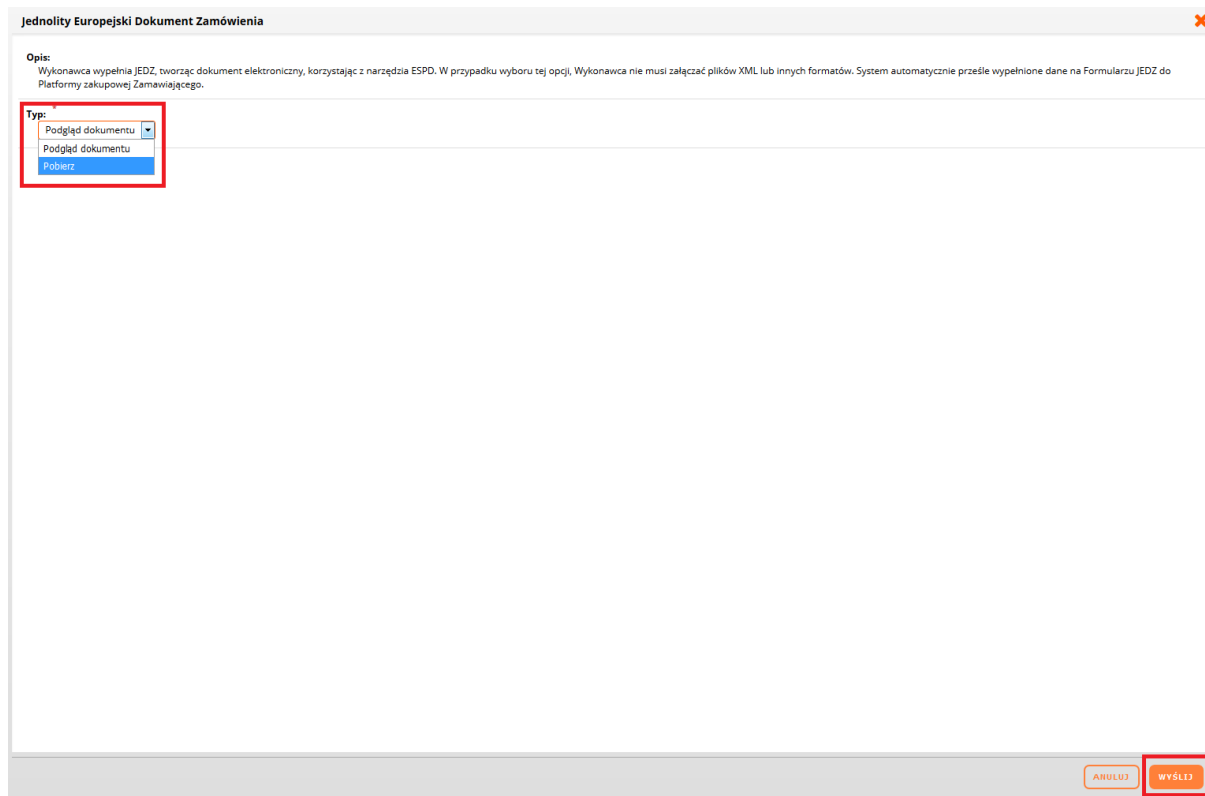 Jednolity Europejski Dokument Zamówienia
Opis:
Wykonawca wypełnia JEDZ, tworząc dokument elektroniczny, korzystając z narzędzia ESPD. W przypadku wyboru tej opcji, Wykonawca nie musi załączać plików XML lub innych formatów. System automatycznie prześle wypełnione dane na Formularzu JEDZ do
Platformy zakupowej Zamawiającego.
Typ: *
Podgląd dokumentu
Podgląd dokumentu
Pobierz
ANULUJ WYŚLIJ